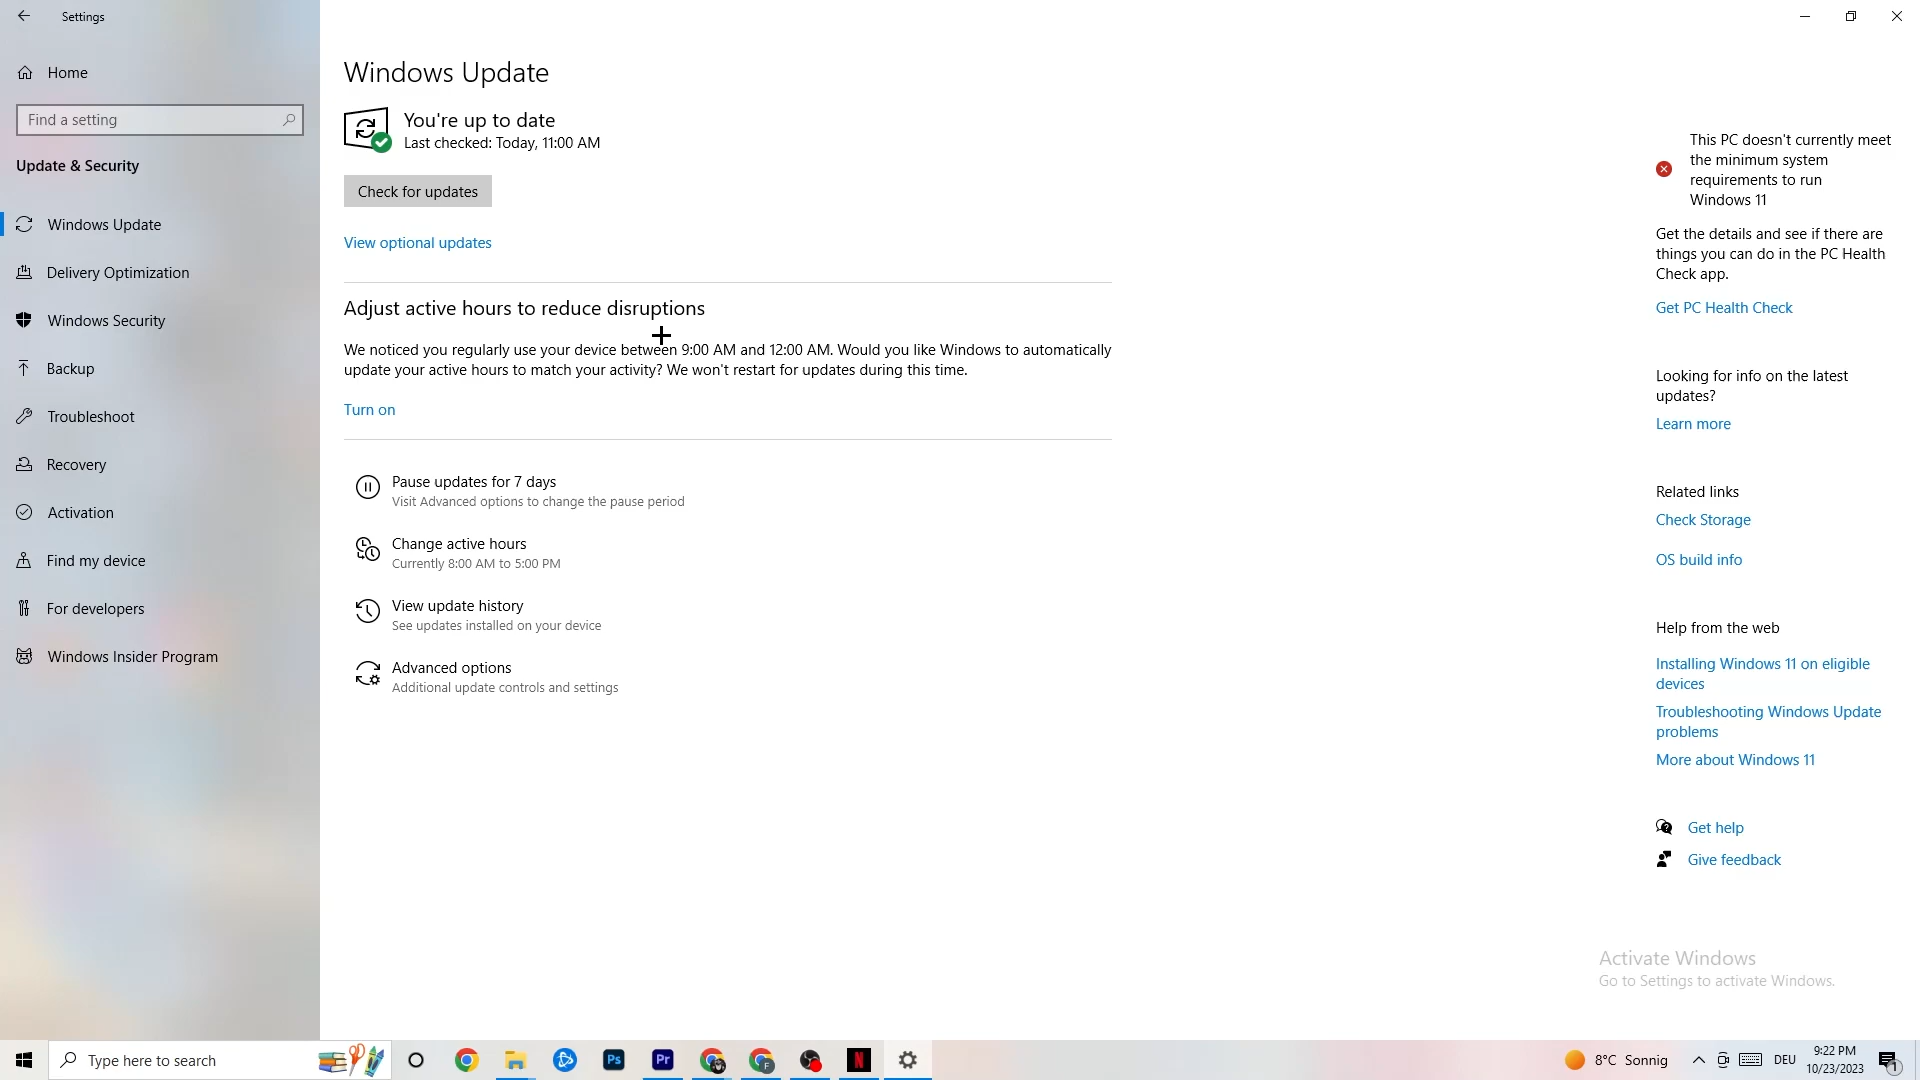 Settings
Home
Find a setting
Update & Security
Windows Update
Delivery Optimization
Windows Security
Backup
Troubleshoot
Recovery
Activation
Find my device
For developers
Windows Insider Program
Windows Update
You're up to date
Last checked: Today, 11:00 AM
Check for updates
View optional updates
Adjust active hours to reduce disruptions
We noticed you regularly use your device between 9:00 AM and 12:00 AM. Would you like Windows to automatically
update your active hours to match your activity? We won't restart for updates during this time.
Turn on
Pause updates for 7 days
Visit Advanced options to change the pause period
Change active hours
Currently 8:00 AM to 5:00 PM
View update history
See updates installed on your device
Advanced options
Additional update controls and settings
This PC doesn't currently meet
the minimum system
requirements to run
Windows 11
Get the details and see if there are
things you can do in the PC Health
Check app.
Get PC Health Check
Looking for info on the latest
updates?
Learn more
Related links
Check Storage
OS build info
Help from the web
Installing Windows 11 on eligible
devices
Troubleshooting Windows Update
problems
More about Windows 11
Get help
Give feedback
Activate Windows
Go to Settings to activate Windows.
Type here to search
Ps
Pr
F
N
8°C Sonnig
DEU
9:22 PM
10/23/2023
1